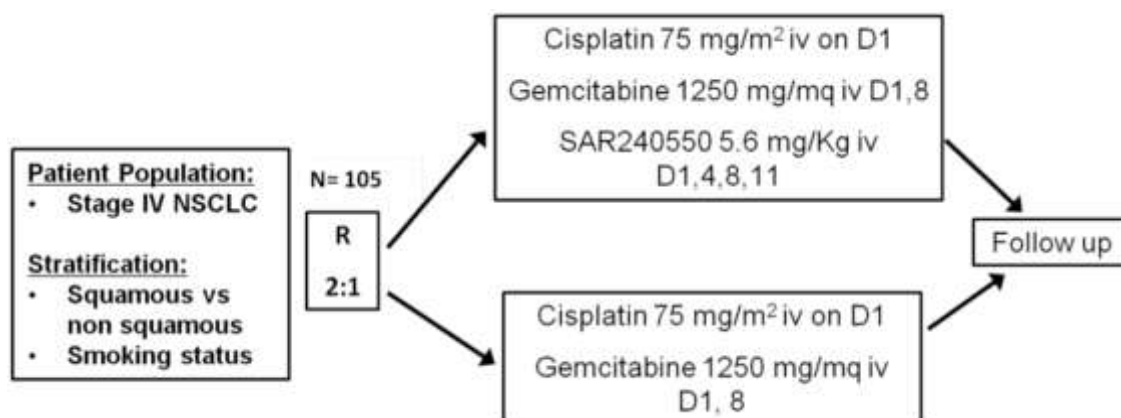 Patient Population:
• Stage IV NSCLC
Stratification:
• Squamous vs
non squamous
• Smoking status
N= 105
R
2:1
Cisplatin 75 mg/m² iv on D1
Gemcitabine 1250 mg/mq iv D1,8
SAR240550 5.6 mg/Kg iv
D1,4,8,11
Cisplatin 75 mg/m² iv on D1
Gemcitabine 1250 mg/mq iv
D1, 8
Follow up